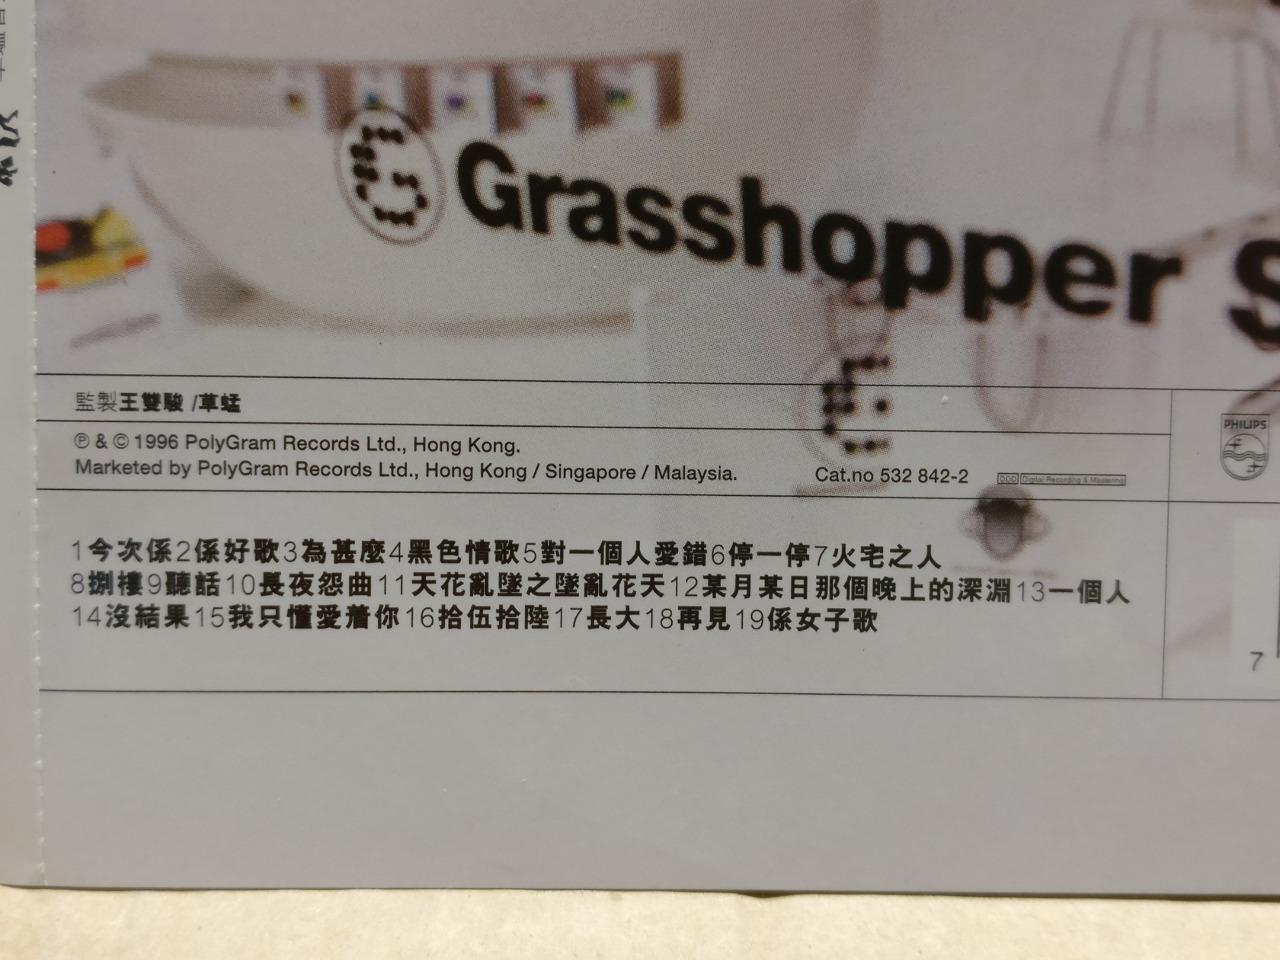 Grasshopper S
監製王雙駿 /草蜢
℗ & © 1996 PolyGram Records Ltd., Hong Kong.
Marketed by PolyGram Records Ltd., Hong Kong / Singapore / Malaysia.
Cat.no 532 842-2
DDD Digital Recording & Mastering
PHILIPS
1今次係2係好歌3為甚麼4黑色情歌5對一個人愛錯6停一停7火宅之人
8捌樓9聽話10長夜怨曲11天花亂墜之墜亂花天12某月某日那個晚上的深淵13一個人
14沒結果15我只懂愛着你16拾伍拾陸17長大18再見19係女子歌
7